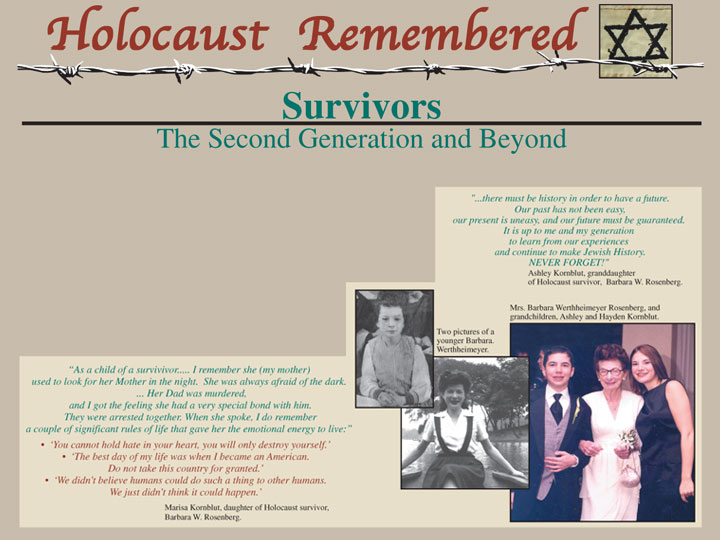 Holocaust Remembered
Survivors
The Second Generation and Beyond
"...there must be history in order to have a future.
Our past has not been easy,
our present is uneasy, and our future must be guaranteed.
It is up to me and my generation
to learn from our experiences
and continue to make Jewish History.
NEVER FORGET!"
Ashley Kornblut, granddaughter
of Holocaust survivor, Barbara W. Rosenberg.
Mrs. Barbara Werthheimeyer Rosenberg, and
grandchildren, Ashley and Hayden Kornblut.
Two pictures of a
younger Barbara.
Werthheimeyer.
"As a child of a survivivor..... I remember she (my mother)
used to look for her Mother in the night. She was always afraid of the dark.
... Her Dad was murdered,
and I got the feeling she had a very special bond with him.
They were arrested together. When she spoke, I do remember
a couple of significant rules of life that gave her the emotional energy to live:"
• 'You cannot hold hate in your heart, you will only destroy yourself.'
• 'The best day of my life was when I became an American.
Do not take this country for granted.'
• 'We didn't believe humans could do such a thing to other humans.
We just didn't think it could happen.'
Marisa Kornblut, daughter of Holocaust survivor,
Barbara W. Rosenberg.